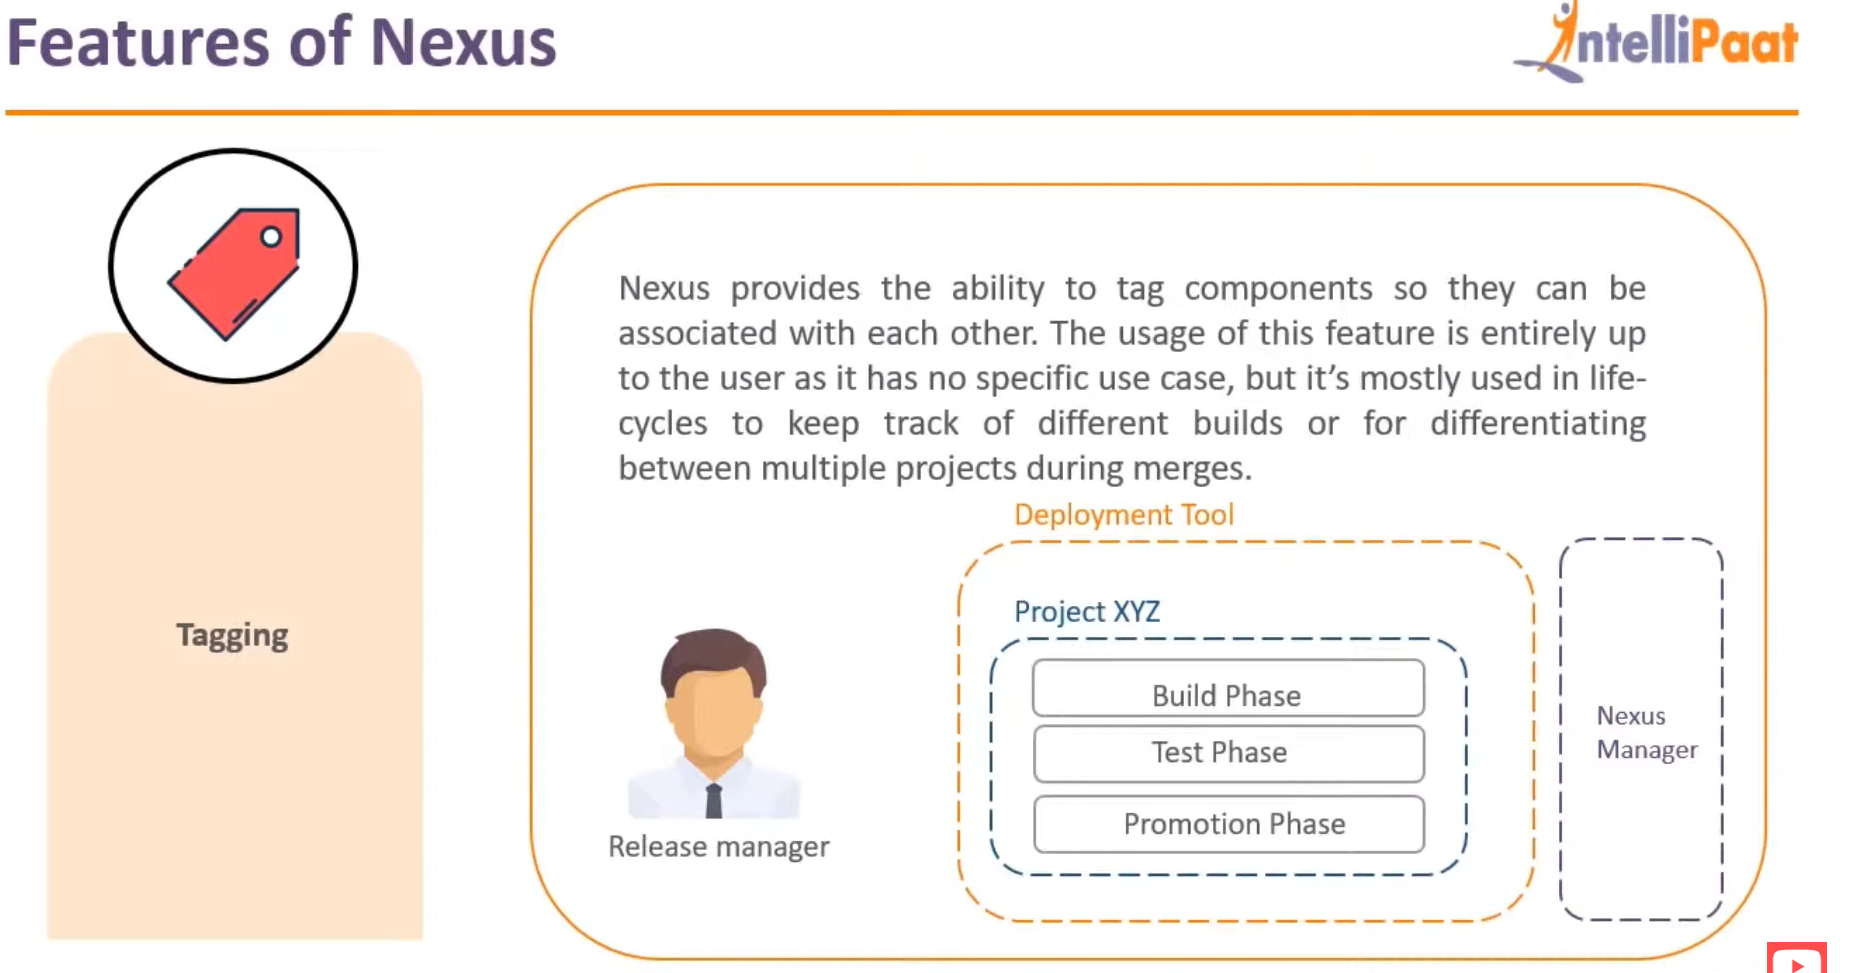 Features of Nexus
IntelliPaat
Nexus provides the ability to tag components so they can be
associated with each other. The usage of this feature is entirely up
to the user as it has no specific use case, but it’s mostly used in life-
cycles to keep track of different builds or for differentiating
between multiple projects during merges.
Tagging
Release manager
Deployment Tool
Project XYZ
Build Phase
Test Phase
Promotion Phase
Nexus
Manager